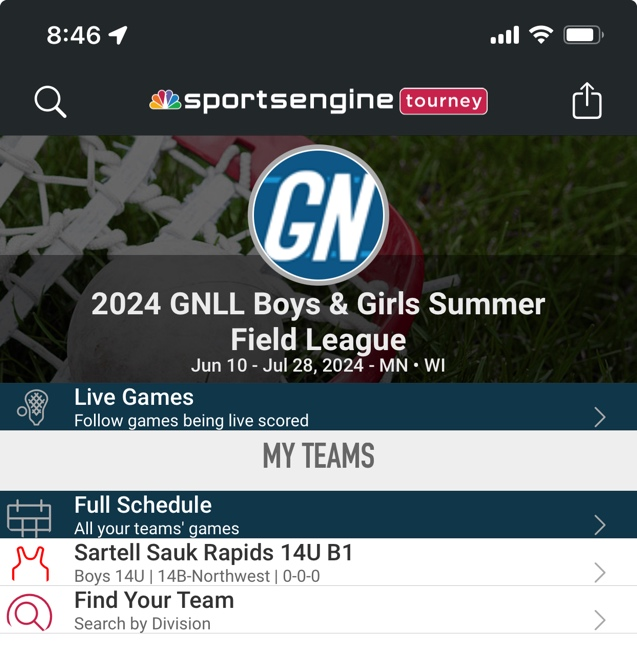 8:46
sportsengine tourney
GN
2024 GNLL Boys & Girls Summer
Field League
Jun 10 - Jul 28, 2024 - MN • WI
Live Games
Follow games being live scored
MY TEAMS
Full Schedule
All your teams' games
Sartell Sauk Rapids 14U B1
Boys 14U | 14B-Northwest | 0-0-0
Find Your Team
Search by Division